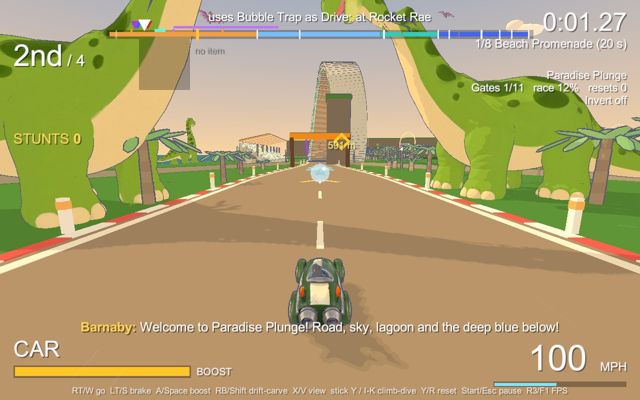 uses Bubble Trap as Drive: at Rocket Rae
0:01.27
2nd / 4
no item
1/8 Beach Promenade (20 s)
Paradise Plunge
Gates 1/11 race 12% resets 0
Invert off
STUNTS 0
Barnaby: Welcome to Paradise Plunge! Road, sky, lagoon and the deep blue below!
CAR
BOOST
100 MPH
RT/W go LT/S brake A/Space boost RB/Shift drift-carve X/V view stick Y / I-K climb-dive Y/R reset Start/Esc pause R3/F1 FPS